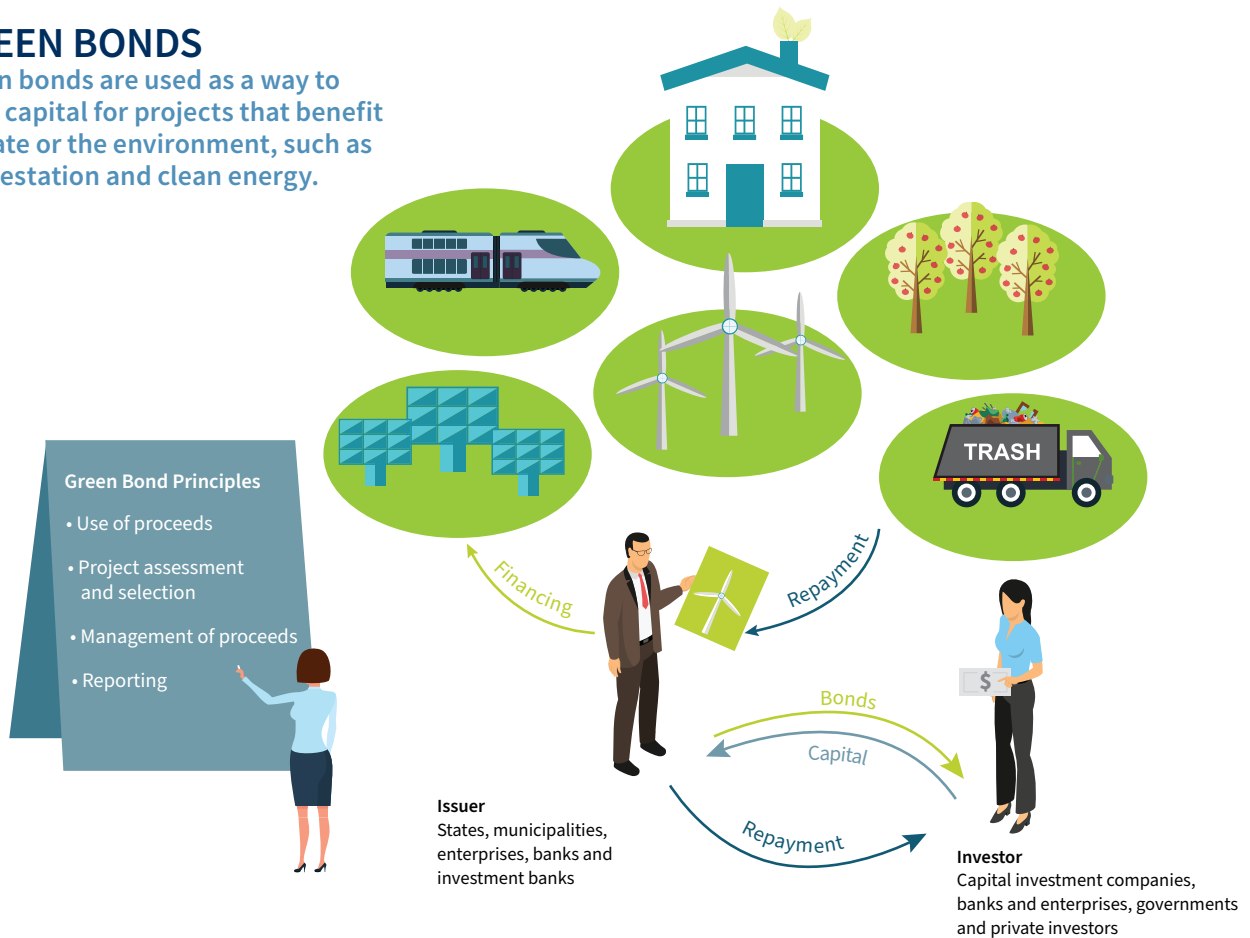 EEN BONDS
n bonds are used as a way to
capital for projects that benefit
ate or the environment, such as
estation and clean energy.
TRASH
Green Bond Principles
• Use of proceeds
• Project assessment
and selection
• Management of proceeds
• Reporting
Financing
Repayment
$
Bonds
Capital
Repayment
Issuer
States, municipalities,
enterprises, banks and
investment banks
Investor
Capital investment companies,
banks and enterprises, governments
and private investors